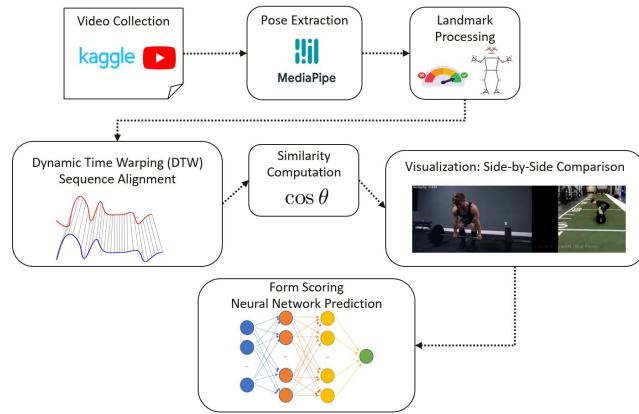 Video Collection
kaggle
Pose Extraction
MediaPipe
Landmark
Processing
Dynamic Time Warping (DTW)
Sequence Alignment
Similarity
Computation
cos θ
Visualization: Side-by-Side Comparison
Form Scoring
Neural Network Prediction
...
...
...